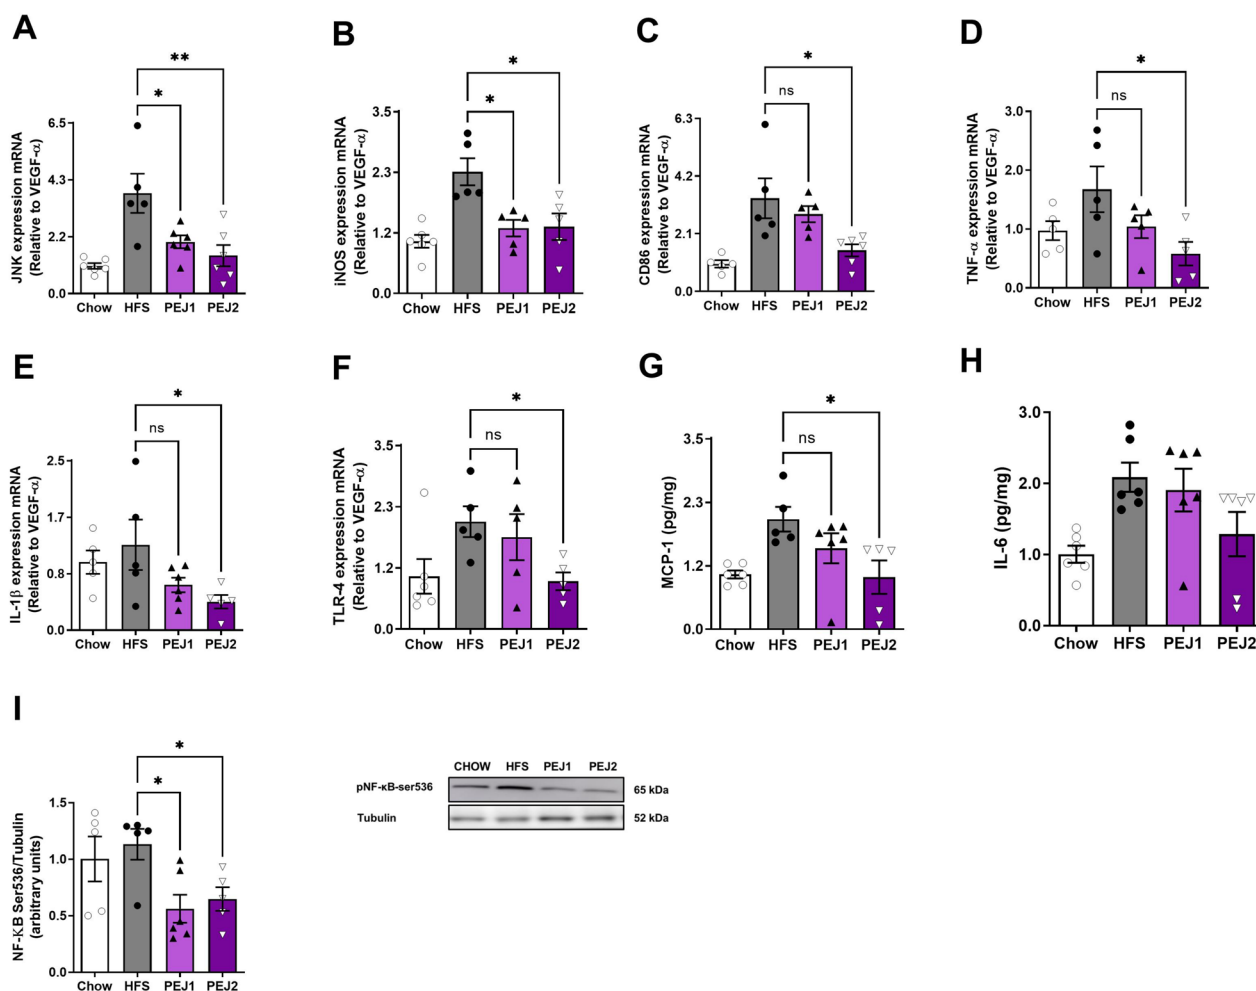 A
JNK expression mRNA
(Relative to VEGF-α)
6.5
4.3
2.2
0.0
**
*
Chow HFS PEJ1 PEJ2
B
iNOS expression mRNA
(Relative to VEGF-α)
3.5
2.3
1.2
0.0
*
*
Chow HFS PEJ1 PEJ2
C
CD86 expression mRNA
(Relative to VEGF-α)
6.3
4.2
2.1
0.0
*
ns
Chow HFS PEJ1 PEJ2
D
TNF-α expression mRNA
(Relative to VEGF-α)
3.0
2.0
1.0
0.0
*
ns
Chow HFS PEJ1 PEJ2
E
IL-1β expression mRNA
(Relative to VEGF-α)
2.5
1.7
0.8
0.0
*
ns
Chow HFS PEJ1 PEJ2
F
TLR-4 expression mRNA
(Relative to VEGF-α)
3.5
2.3
1.2
0.0
*
ns
Chow HFS PEJ1 PEJ2
G
MCP-1 (pg/mg)
3.5
2.3
1.2
0.0
*
ns
Chow HFS PEJ1 PEJ2
H
IL-6 (pg/mg)
3.0
2.0
1.0
0.0
Chow HFS PEJ1 PEJ2
I
NF-κB Ser536/Tubulin
(arbitrary units)
1.5
1.0
0.5
0.0
*
*
Chow HFS PEJ1 PEJ2
CHOW HFS PEJ1 PEJ2
pNF-κB-ser536 65 kDa
Tubulin 52 kDa